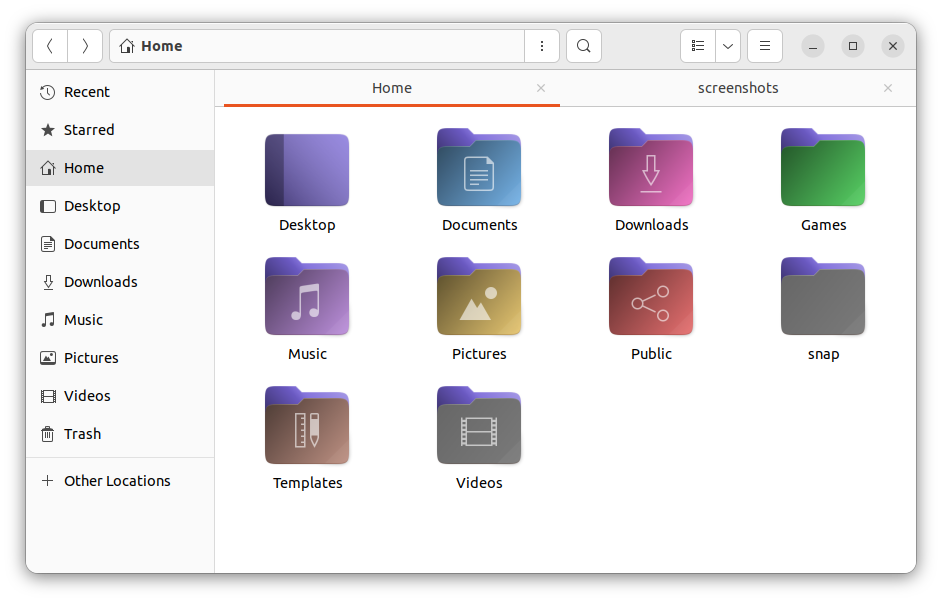 Home
Home
screenshots
Recent
Starred
Home
Desktop
Documents
Downloads
Music
Pictures
Videos
Trash
Other Locations
Desktop
Documents
Downloads
Games
Music
Pictures
Public
snap
Templates
Videos